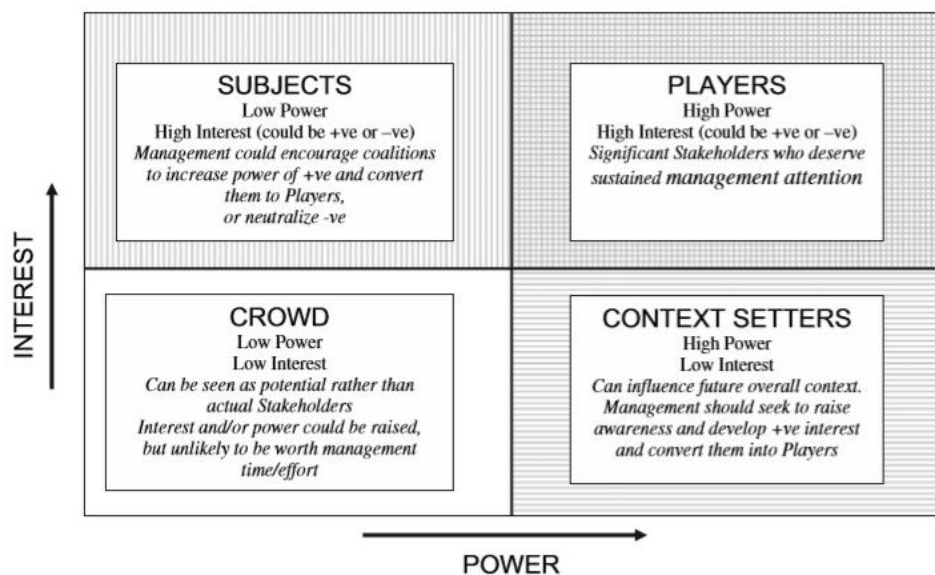 SUBJECTS
Low Power
High Interest (could be +ve or –ve)
Management could encourage coalitions
to increase power of +ve and convert
them to Players,
or neutralize -ve
PLAYERS
High Power
High Interest (could be +ve or –ve)
Significant Stakeholders who deserve
sustained management attention
INTEREST
CROWD
Low Power
Low Interest
Can be seen as potential rather than
actual Stakeholders
Interest and/or power could be raised,
but unlikely to be worth management
time/effort
CONTEXT SETTERS
High Power
Low Interest
Can influence future overall context.
Management should seek to raise
awareness and develop +ve interest
and convert them into Players
POWER